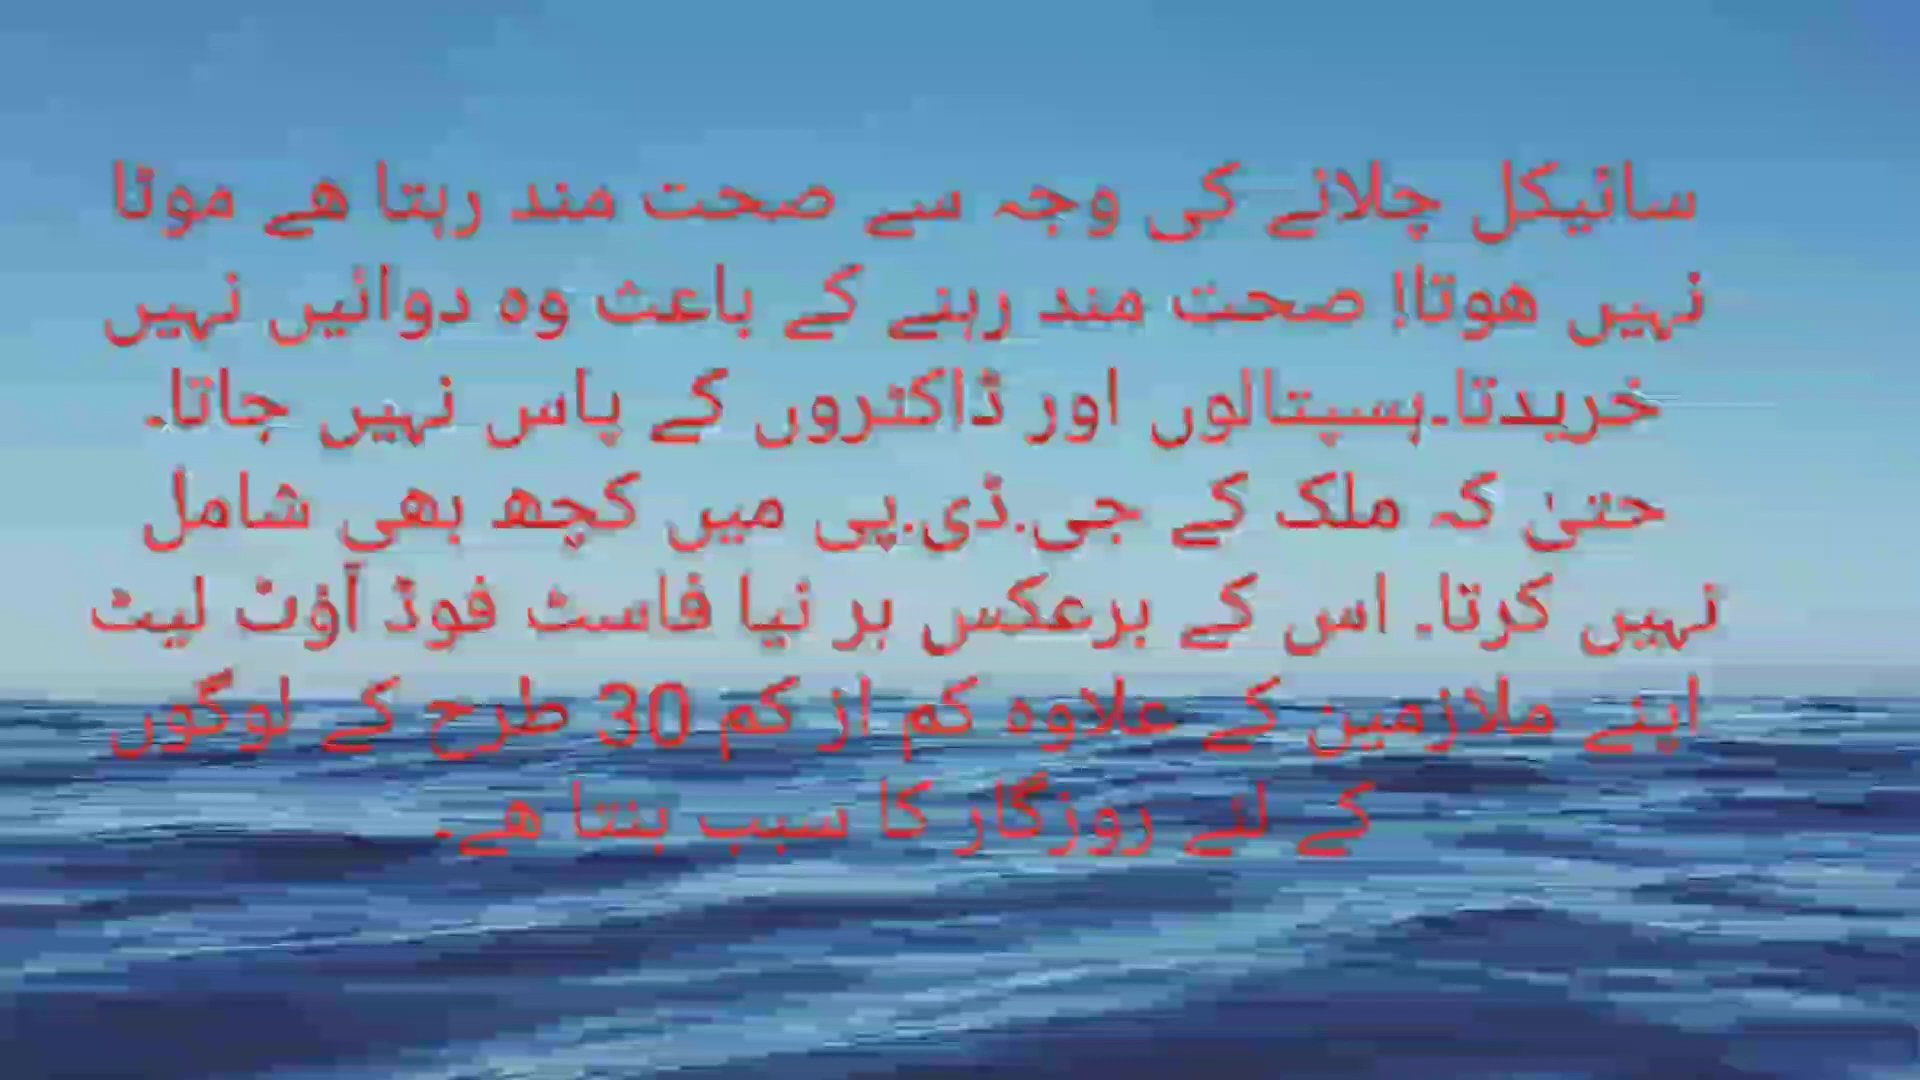 سائیکل چلانے کی وجہ سے صحت مند رہتا ھے موٹا
نہیں ھوتا! صحت مند رہنے کے باعث وہ دوائیں نہیں
خریدتا۔ہسپتالوں اور ڈاکٹروں کے پاس نہیں جاتا۔
حتیٰ کہ ملک کے جی.ڈی.پی میں کچھ بھی شامل
نہیں کرتا۔ اس کے برعکس ہر نیا فاسٹ فوڈ آؤٹ لیٹ
اپنے ملازمین کے علاوہ کم از کم 30 طرح کے لوگوں
کے لئے روزگار کا سبب بنتا ھے۔